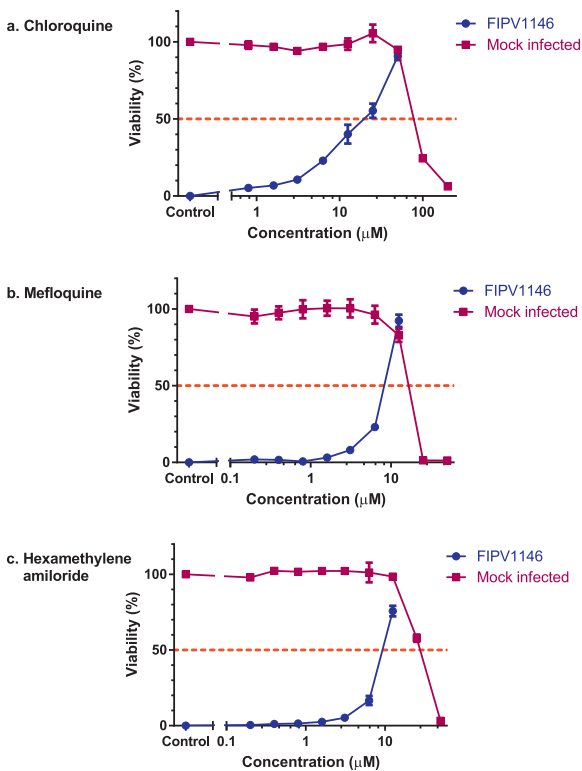 a. Chloroquine
FIPV1146
Mock infected
Viability (%)
100
50
0
Control
1
10
100
Concentration (μM)
b. Mefloquine
FIPV1146
Mock infected
Viability (%)
100
50
0
Control
0.1
1
10
Concentration (μM)
c. Hexamethylene
amiloride
FIPV1146
Mock infected
Viability (%)
100
50
0
Control
0.1
1
10
Concentration (μM)